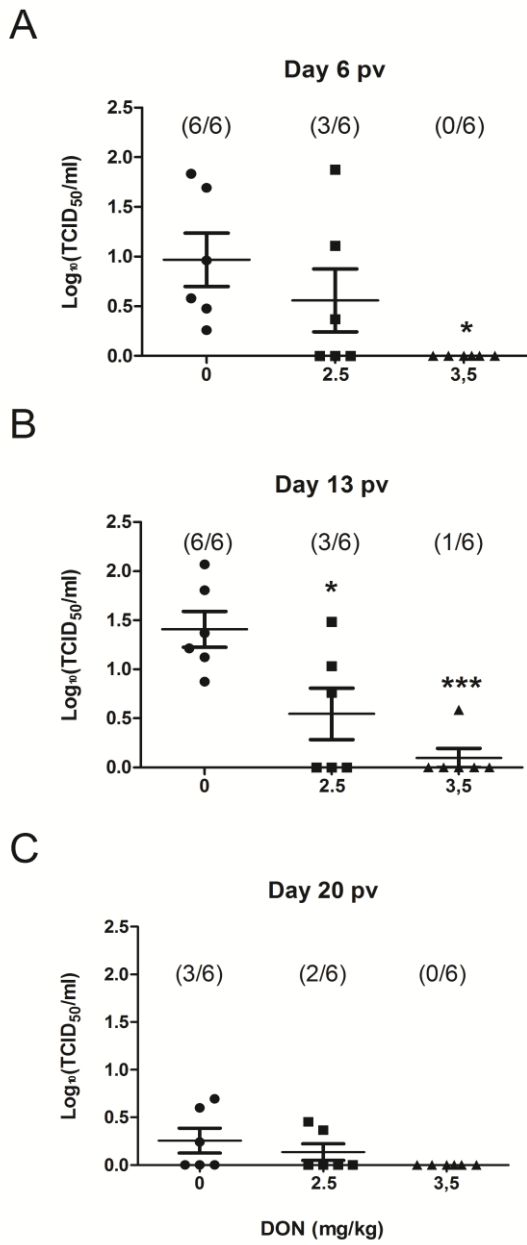 A
Day 6 pv
(6/6) (3/6) (0/6)
Log₁₀(TCID₅₀/ml)
2.5
2.0
1.5
1.0
0.5
0.0
*
0 2.5 3,5
B
Day 13 pv
(6/6) (3/6) (1/6)
Log₁₀(TCID₅₀/ml)
2.5
2.0
1.5
1.0
0.5
0.0
*
***
0 2.5 3,5
C
Day 20 pv
(3/6) (2/6) (0/6)
Log₁₀(TCID₅₀/ml)
2.5
2.0
1.5
1.0
0.5
0.0
0 2.5 3,5
DON (mg/kg)